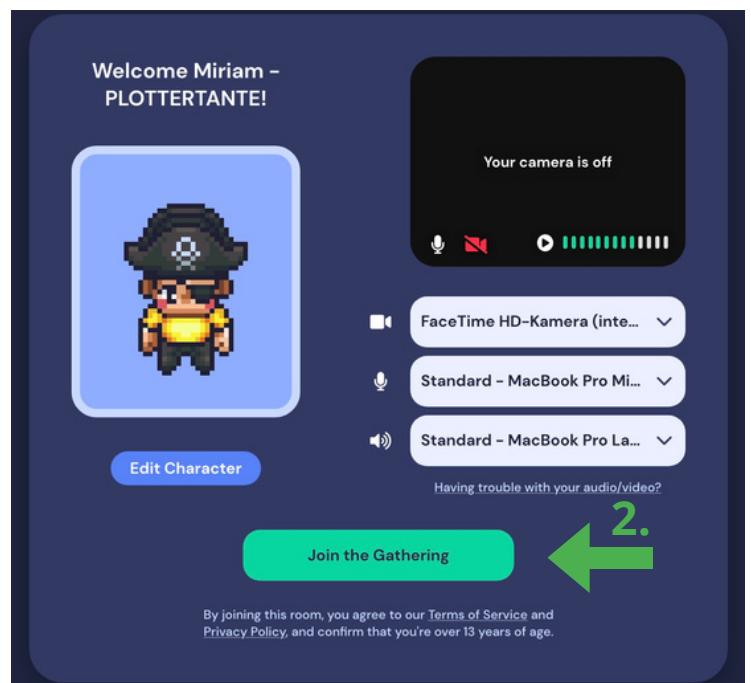 Welcome Miriam -
PLOTTERTANTE!
Your camera is off
FaceTime HD-Kamera (inte...
Standard - MacBook Pro Mi...
Standard - MacBook Pro La...
Edit Character
Having trouble with your audio/video?
2.
Join the Gathering
By joining this room, you agree to our Terms of Service and
Privacy Policy, and confirm that you're over 13 years of age.